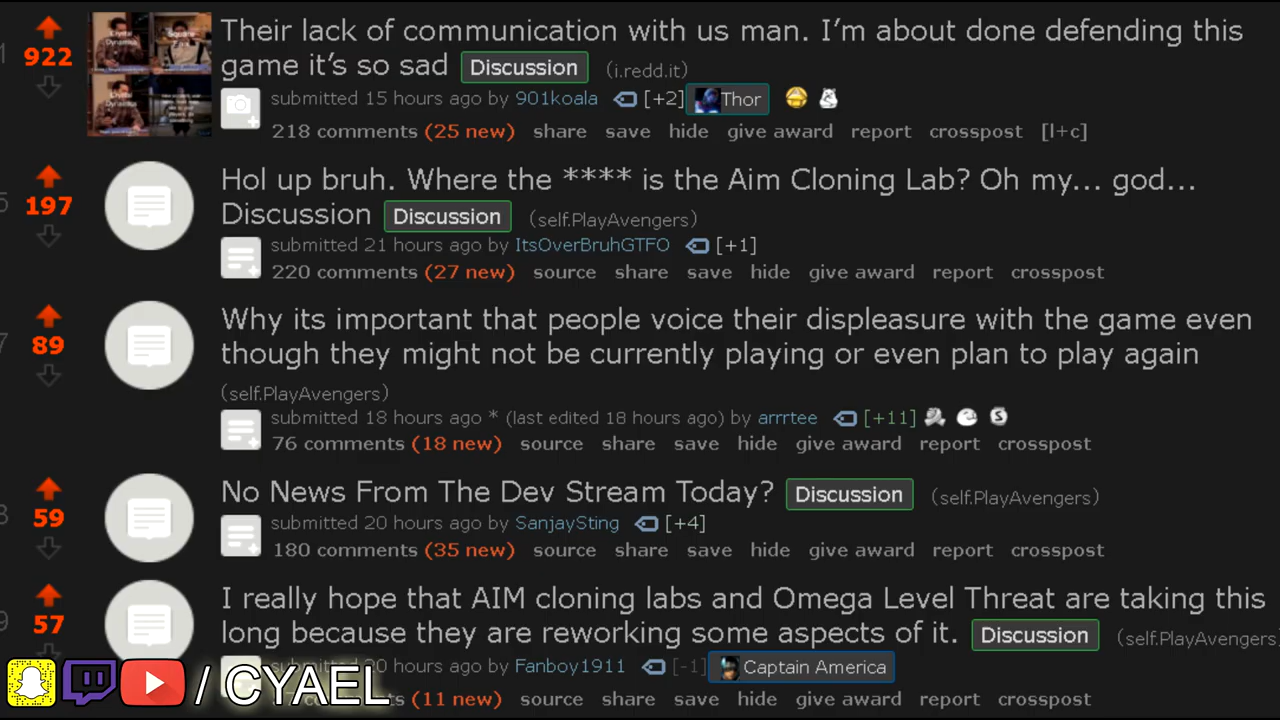 922
Their lack of communication with us man. I'm about done defending this
game it's so sad Discussion (i.redd.it)
submitted 15 hours ago by 901koala [+2] Thor
218 comments (25 new) share save hide give award report crosspost [l+c]
197
Hol up bruh. Where the **** is the Aim Cloning Lab? Oh my... god...
Discussion Discussion (self.PlayAvengers)
submitted 21 hours ago by ItsOverBruhGTFO [+1]
220 comments (27 new) source share save hide give award report crosspost
89
Why its important that people voice their displeasure with the game even
though they might not be currently playing or even plan to play again
(self.PlayAvengers)
submitted 18 hours ago * (last edited 18 hours ago) by arrrtee [+11]
76 comments (18 new) source share save hide give award report crosspost
59
No News From The Dev Stream Today? Discussion (self.PlayAvengers)
submitted 20 hours ago by SanjaySting [+4]
180 comments (35 new) source share save hide give award report crosspost
57
I really hope that AIM cloning labs and Omega Level Threat are taking this
long because they are reworking some aspects of it. Discussion (self.PlayAvengers
hours ago by Fanboy1911 [-1] Captain America
(11 new) source share save hide give award report crosspost
/ CYAEL